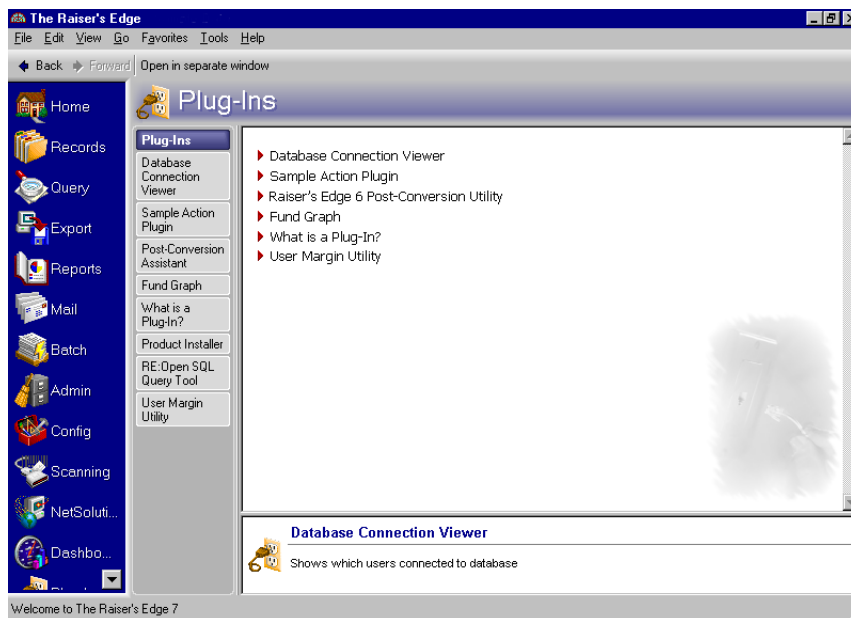 The Raiser's Edge
File Edit View Go Favorites Tools Help
Back Forward Open in separate window
Plug-Ins
Home
Records
Query
Export
Reports
Mail
Batch
Admin
Config
Scanning
NetSoluti...
Dashbo...
Plug-Ins
Database
Connection
Viewer
Sample Action
Plugin
Post-Conversion
Assistant
Fund Graph
What is a
Plug-In?
Product Installer
RE:Open SQL
Query Tool
User Margin
Utility
Database Connection Viewer
Sample Action Plugin
Raiser's Edge 6 Post-Conversion Utility
Fund Graph
What is a Plug-In?
User Margin Utility
Database Connection Viewer
Shows which users connected to database
Welcome to The Raiser's Edge 7